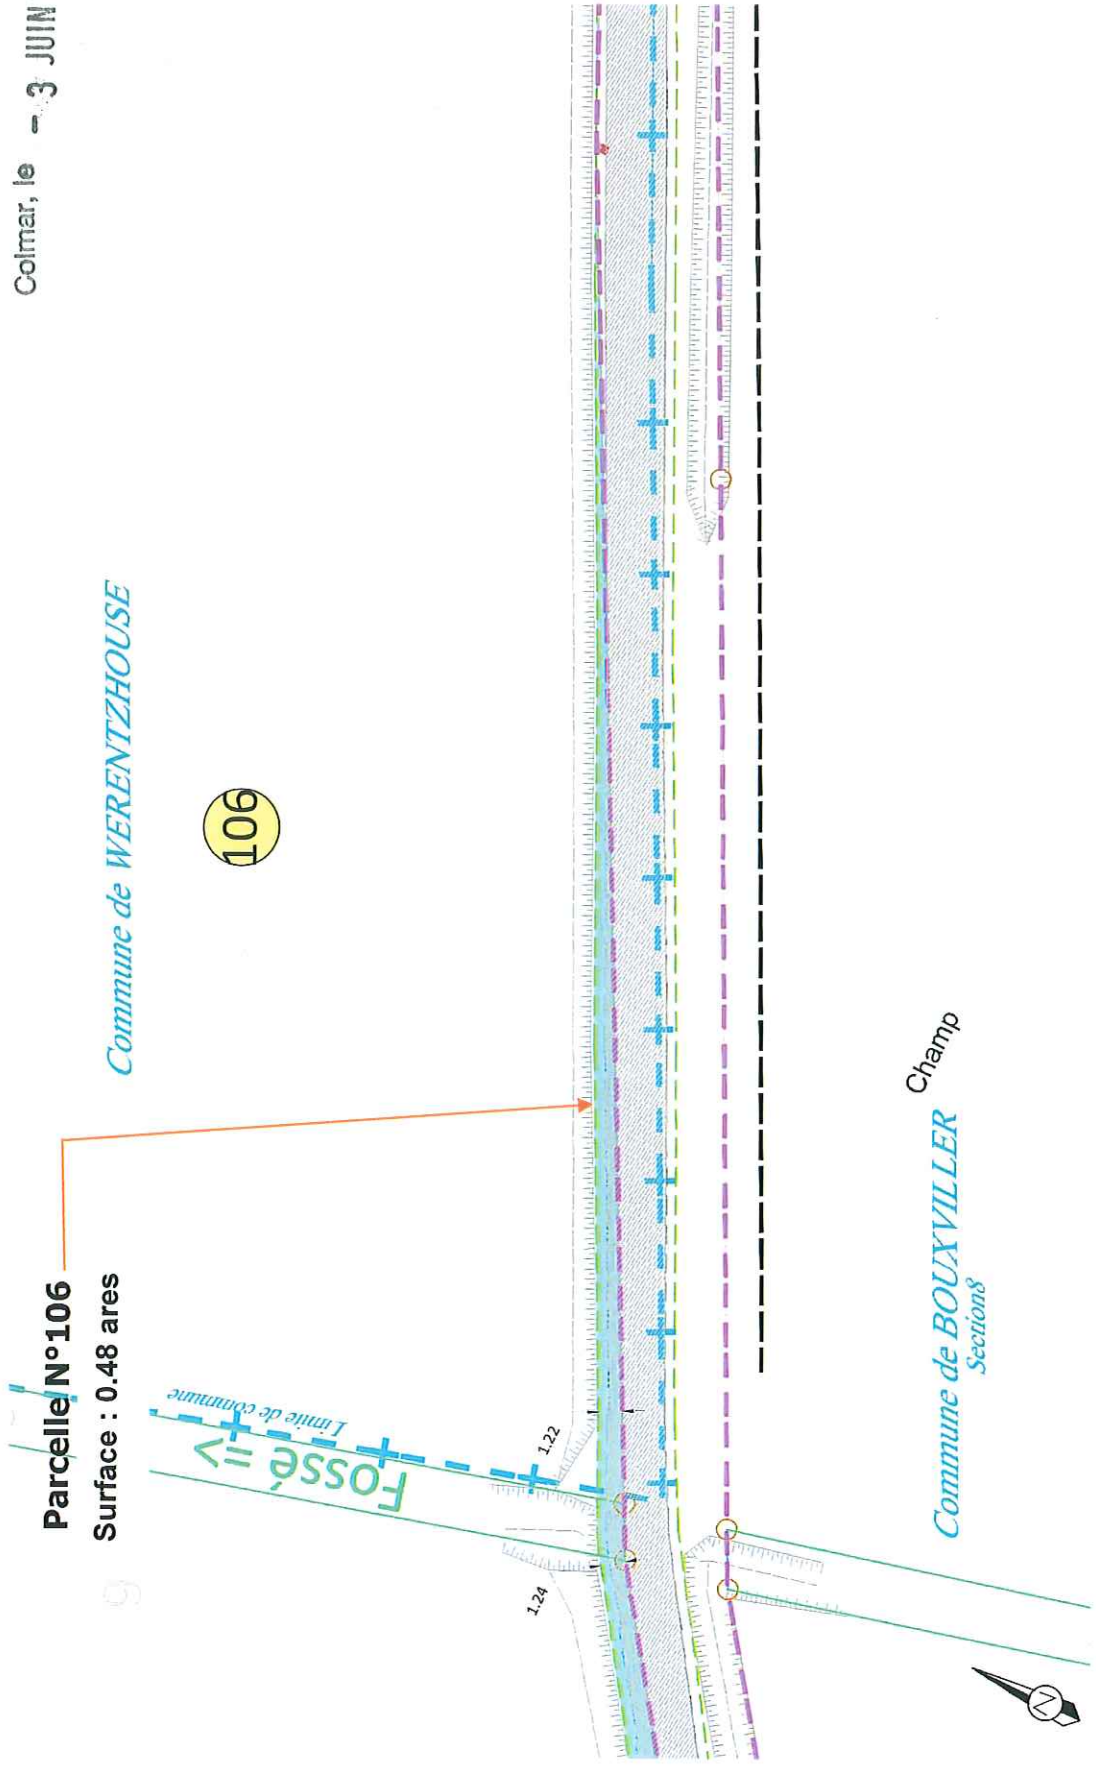 Colmar, le - 3 JUIN
Commune de WERENTZHOUSE
106
Parcelle N°106
Surface : 0.48 ares
Limite de commune
Fossé =>
1.22
1.24
Champ
Commune de BOUXVILLER
Section8
N